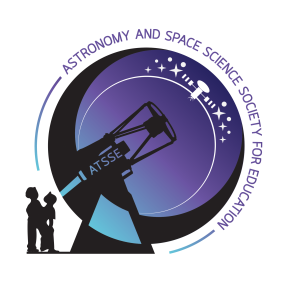 ASTRONOMY AND SPACE SCIENCE SOCIETY FOR EDUCATION
ATSSE